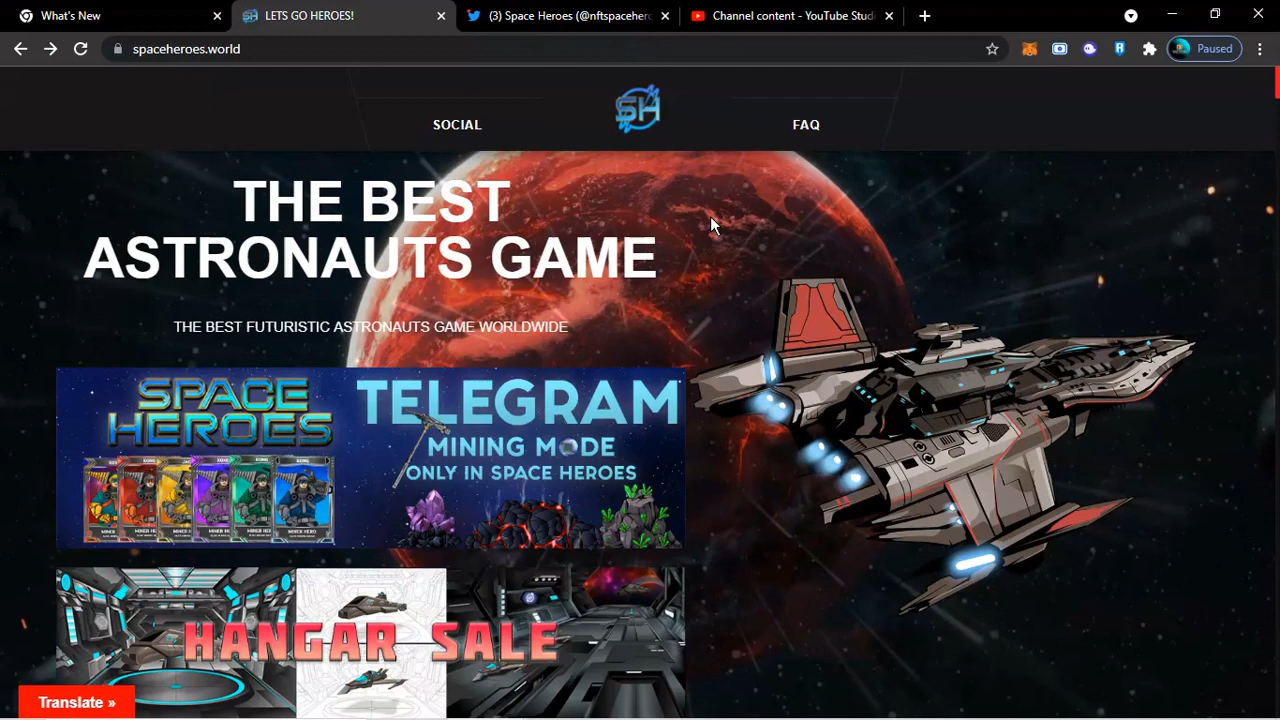 What's New
LETS GO HEROES!
(3) Space Heroes (@nftspaceher
Channel content - YouTube Stud
spaceheroes.world
Paused
SOCIAL
SH
FAQ
THE BEST
ASTRONAUTS GAME
THE BEST FUTURISTIC ASTRONAUTS GAME WORLDWIDE
SPACE
HEROES
TELEGRAM
MINING MODE
ONLY IN SPACE HEROES
HANGAR SALE
Translate »